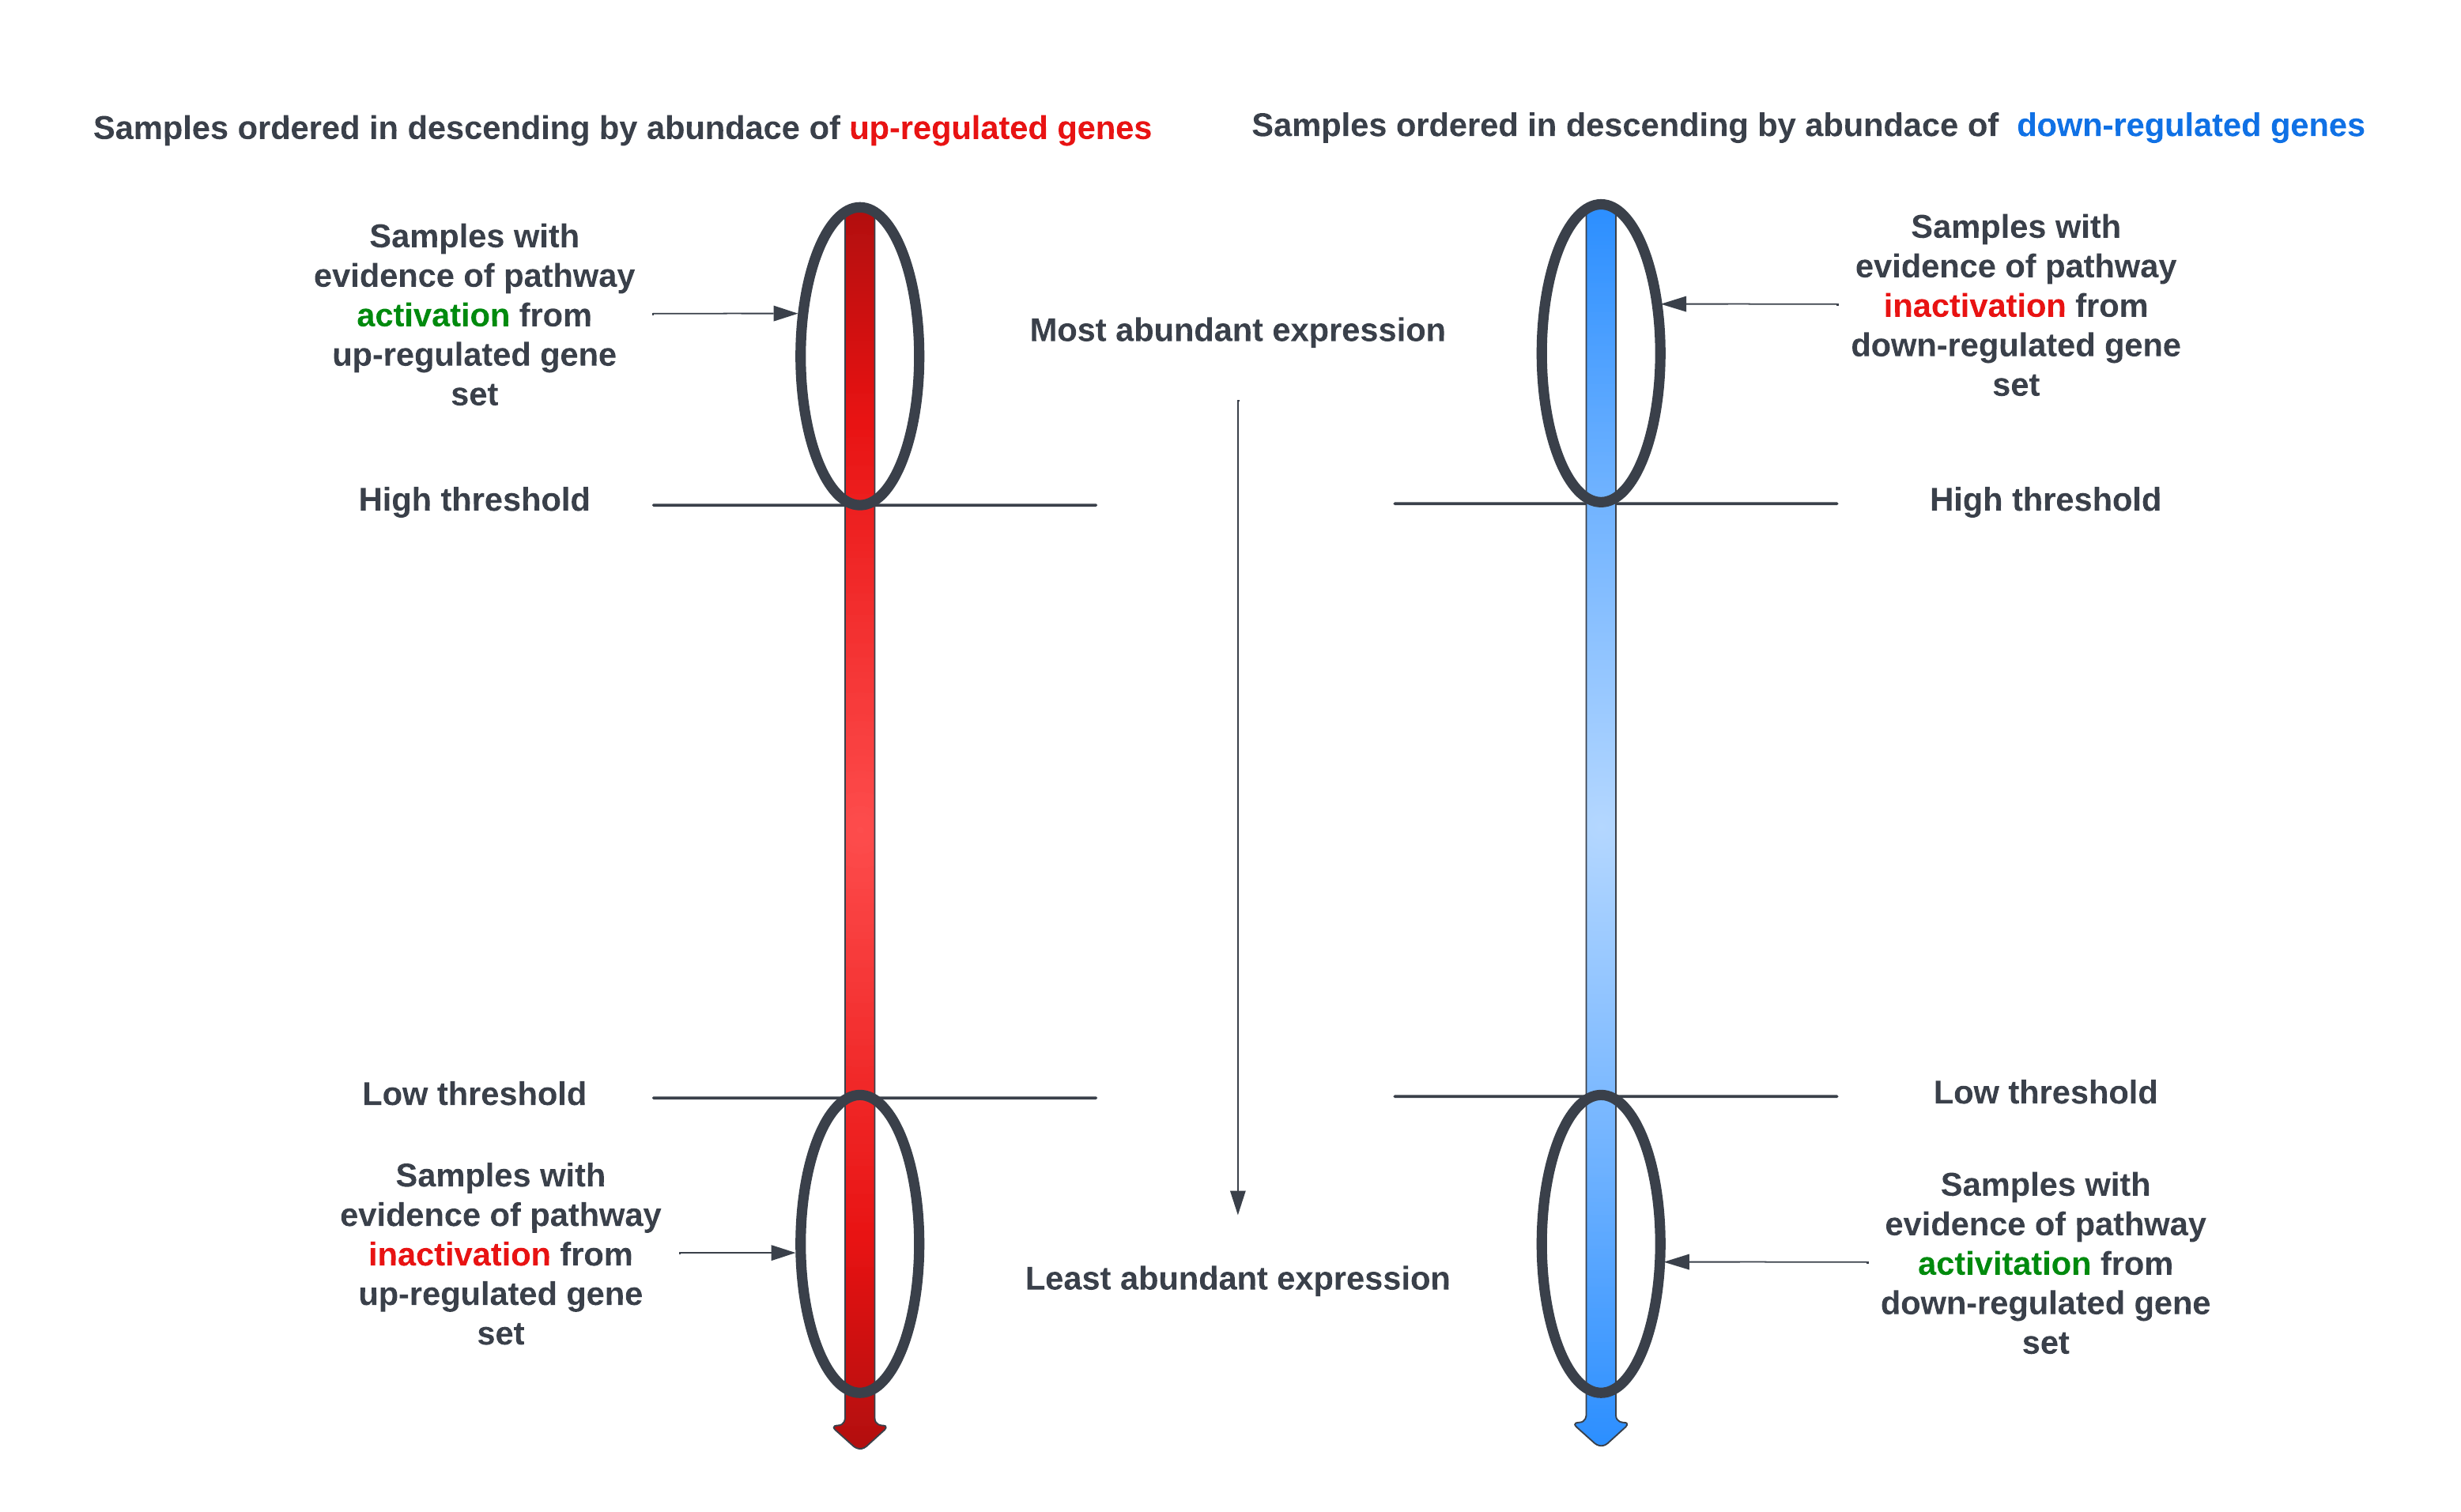 Samples ordered in descending by abundace of up-regulated genes
Samples ordered in descending by abundace of down-regulated genes
Samples with
evidence of pathway
activation from
up-regulated gene
set
Most abundant expression
Samples with
evidence of pathway
inactivation from
down-regulated gene
set
High threshold
High threshold
Low threshold
Low threshold
Samples with
evidence of pathway
inactivation from
up-regulated gene
set
Least abundant expression
Samples with
evidence of pathway
activitation from
down-regulated gene
set